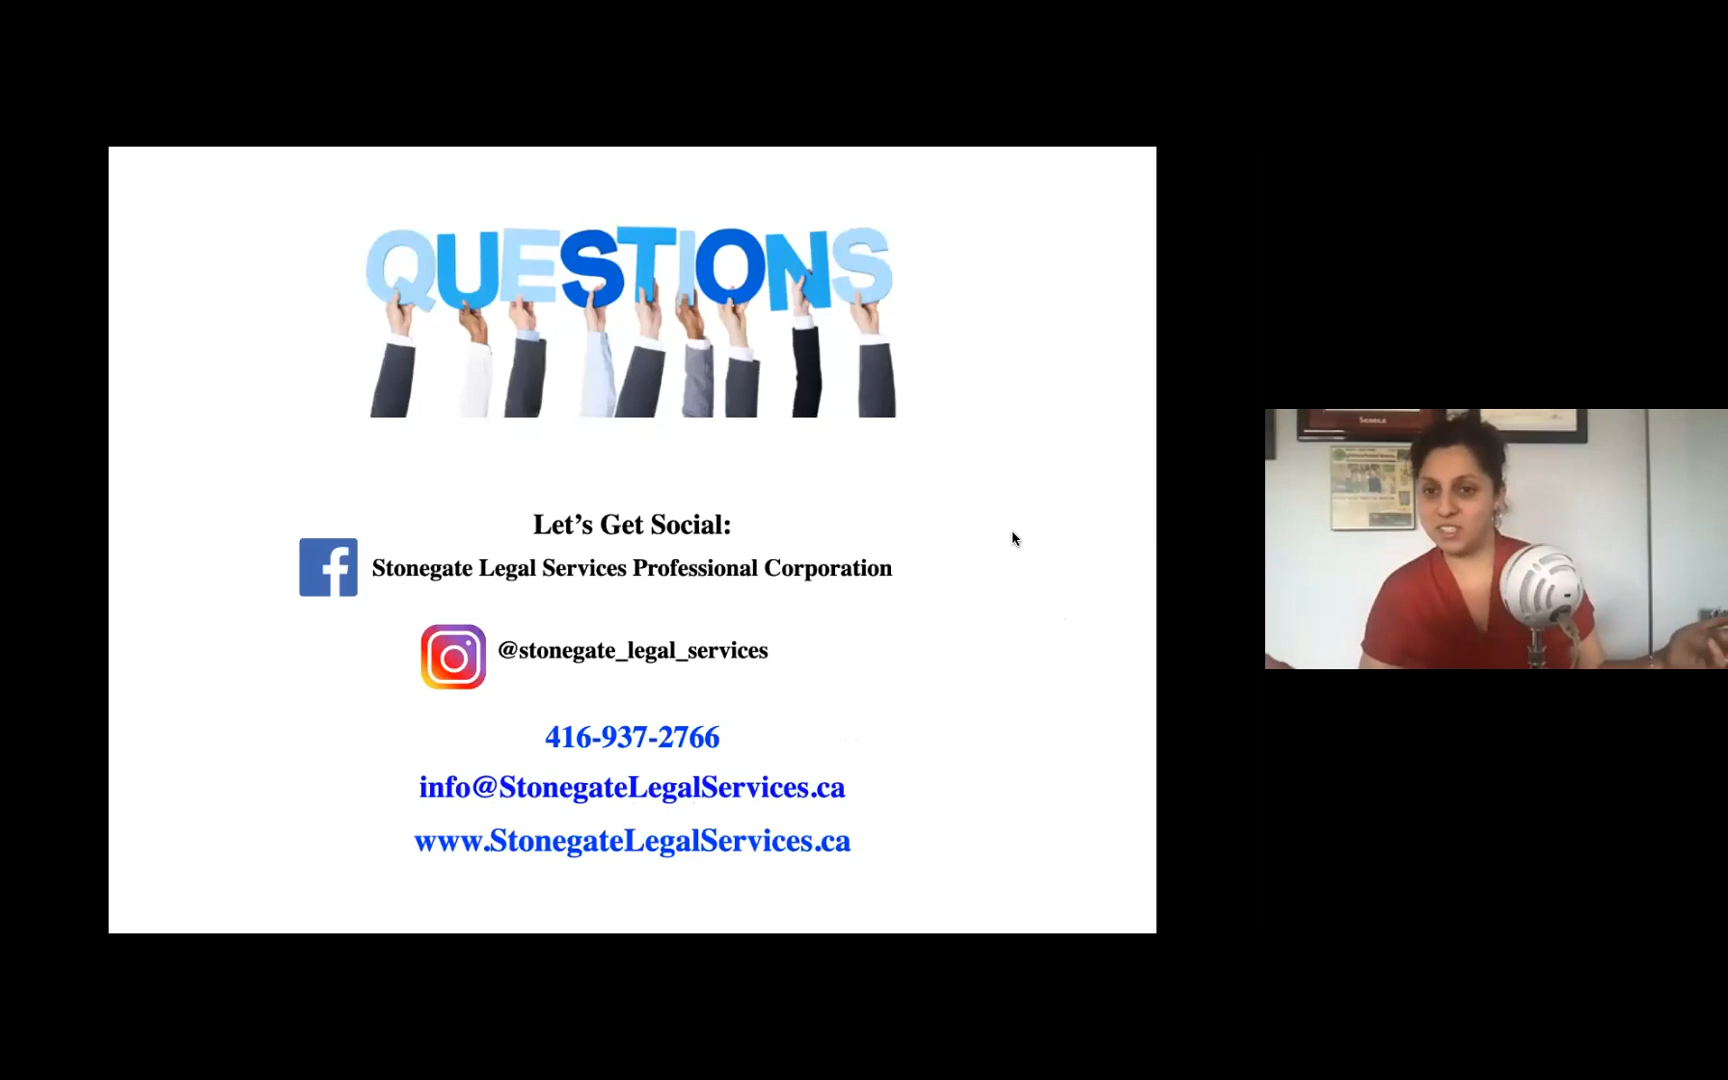 QUESTIONS
Let's Get Social:
Stonegate Legal Services Professional Corporation
@stonegate_legal_services
416-937-2766
info@StonegateLegalServices.ca
www.StonegateLegalServices.ca
Seneca